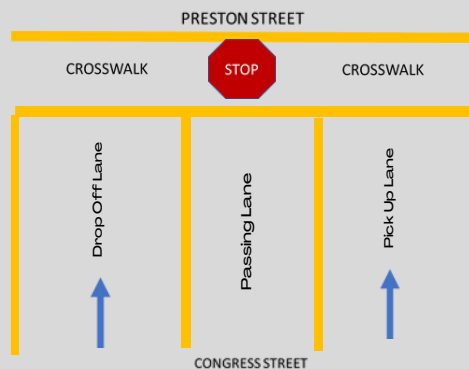 PRESTON STREET
CROSSWALK
STOP
CROSSWALK
Drop Off Lane
Passing Lane
Pick Up Lane
CONGRESS STREET